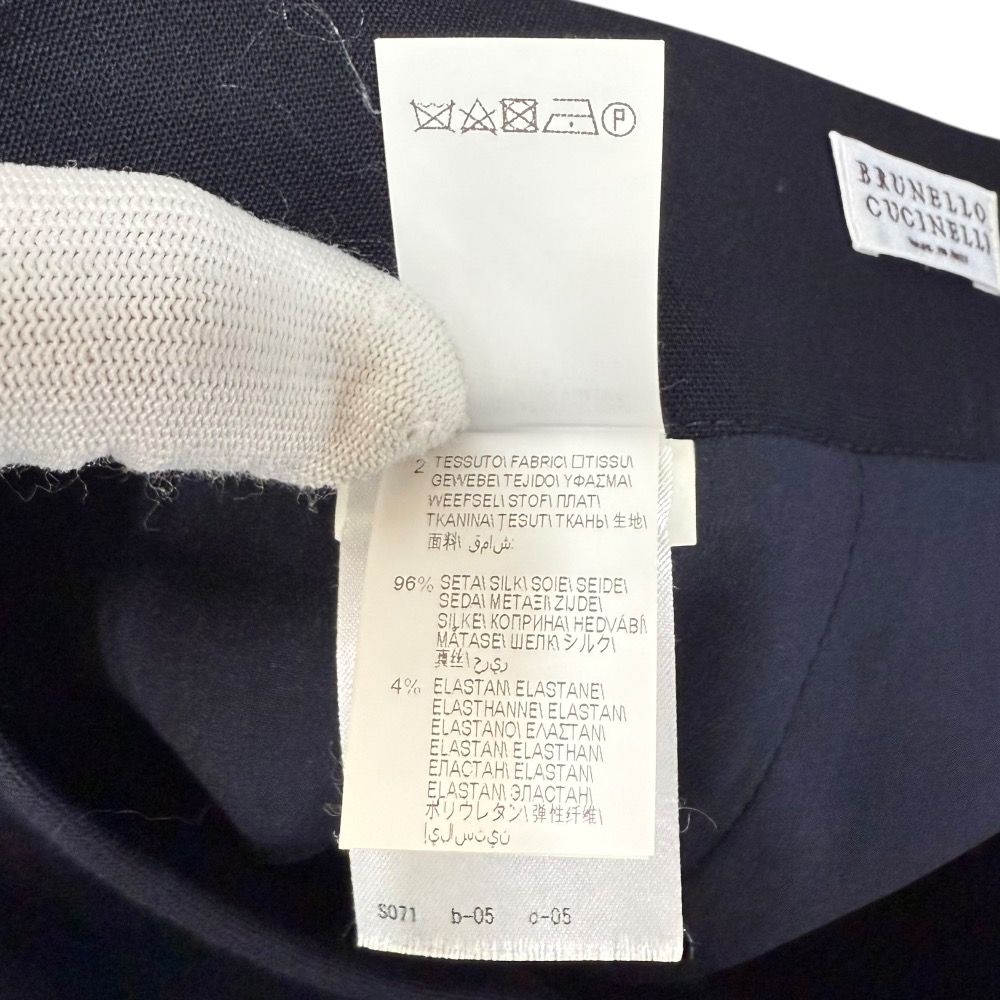 P
BRUNELLO
CUCINELLI
2 TESSUTO\ FABRIC\ □TISSU\
GEWEBE\ TEJIDO\ ΥΦΑΣΜΑ\
WEEFSEL\ STOF\ ПЛАТ\
TKANINA\ ŢESUT\ ТКАНЬ\ 生地\
面料\ قماش:
96% SETA\ SILK\ SOIE\ SEIDE\
SEDA\ ΜΕΤΑΞΙ\ ZIJDE\
SILKE\ КОПРИНА\ HEDVÁBÍ\
MĂTASE\ ШЕЛК\ シルク\
真丝\ حرير
4% ELASTAN\ ELASTANE\
ELASTHANNE\ ELASTAN\
ELASTANO\ ΕΛΑΣΤΑΝ\
ELASTAN\ ELASTHAN\
ЕЛАСТАН\ ELASTAN\
ELASTAN\ ЭЛАСТАН\
ポリウレタン\ 弹性纤维\
إيلاستين
S071 b-05 c-05